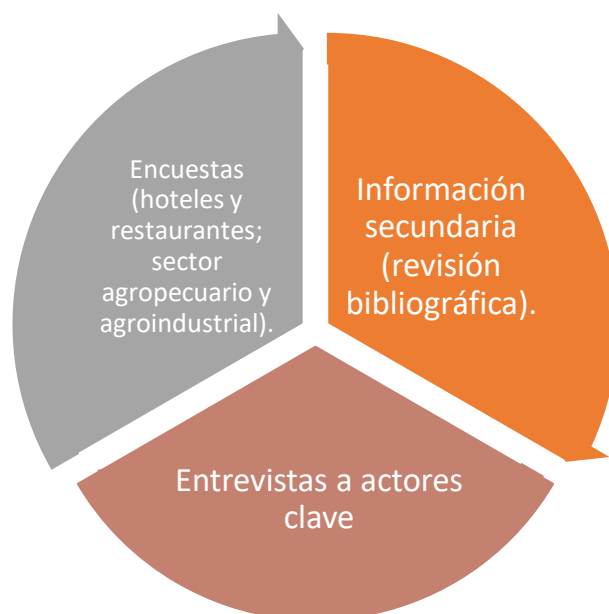 Encuestas
(hoteles y
restaurantes;
sector
agropecuario y
agroindustrial).
Información
secundaria
(revisión
bibliográfica).
Entrevistas a actores
clave